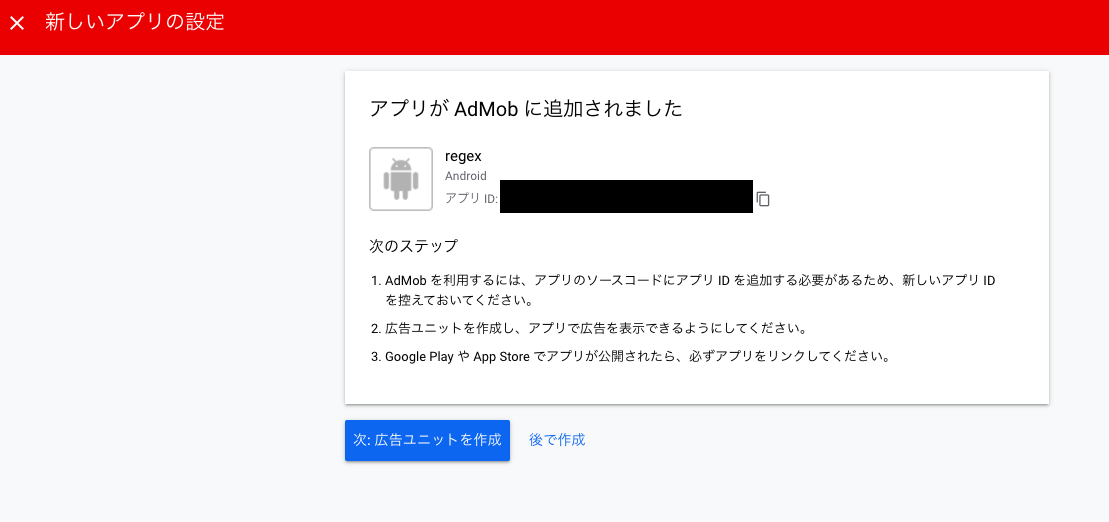 新しいアプリの設定
アプリが AdMob に追加されました
regex
Android
アプリ ID:
次のステップ
1. AdMob を利用するには、アプリのソースコードにアプリ ID を追加する必要があるため、新しいアプリ ID
を控えておいてください。
2. 広告ユニットを作成し、アプリで広告を表示できるようにしてください。
3. Google Play や App Store でアプリが公開されたら、必ずアプリをリンクしてください。
次: 広告ユニットを作成
後で作成